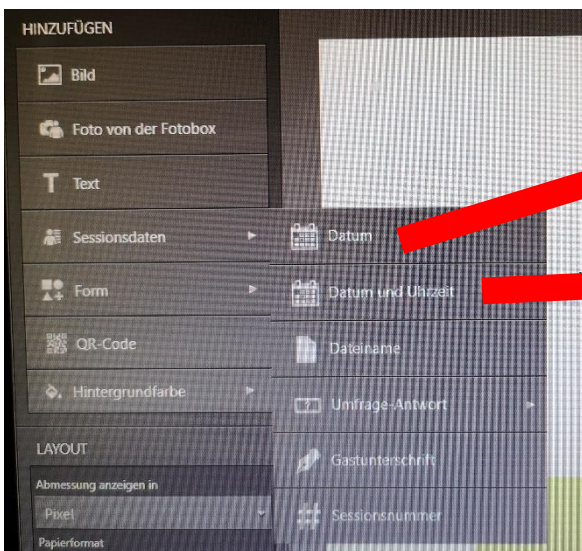 HINZUFÜGEN
Bild
Foto von der Fotobox
Text
Sessionsdaten
Form
QR-Code
Hintergrundfarbe
Datum
Datum und Uhrzeit
Dateiname
Umfrage-Antwort
Gastunterschrift
Sessionsnummer
LAYOUT
Abmessung anzeigen in
Pixel
Papierformat